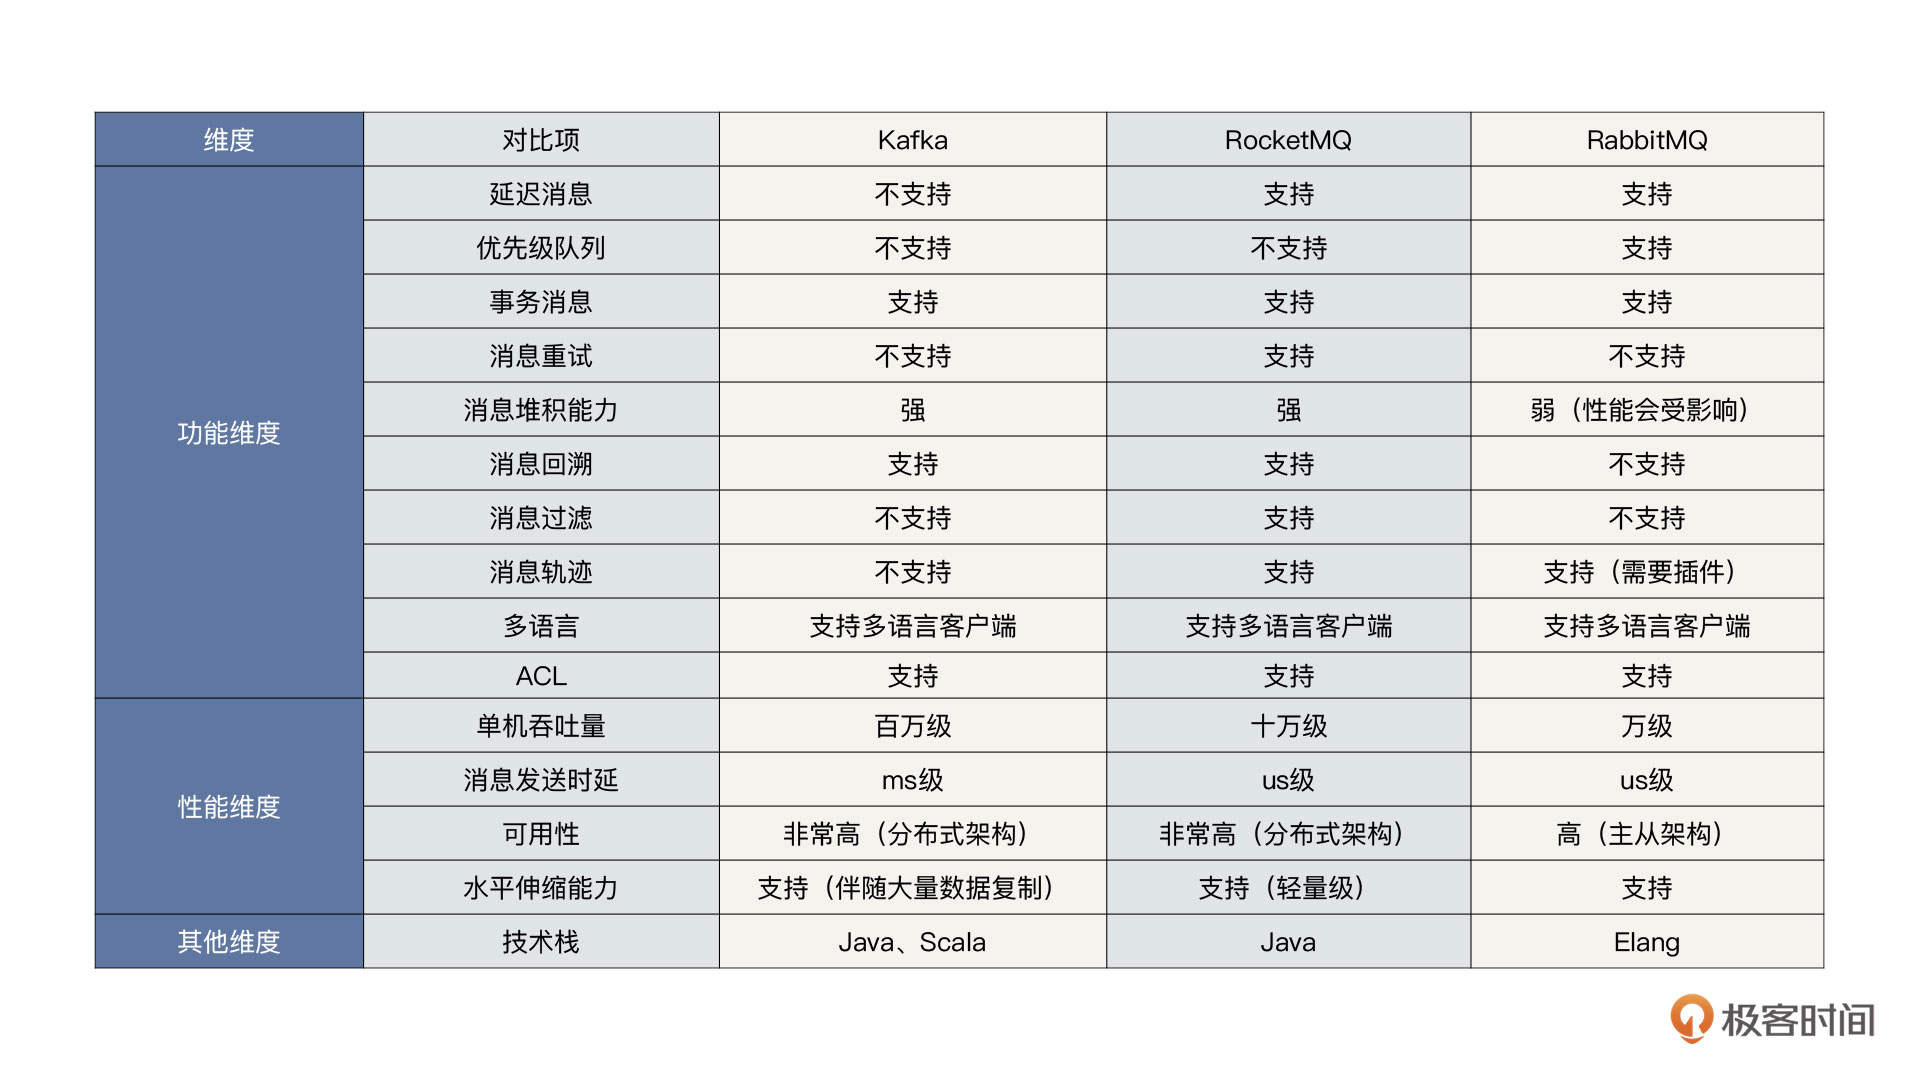 维度 对比项 Kafka RocketMQ RabbitMQ
功能维度 延迟消息 不支持 支持 支持
优先级队列 不支持 不支持 支持
事务消息 支持 支持 支持
消息重试 不支持 支持 不支持
消息堆积能力 强 强 弱（性能会受影响）
消息回溯 支持 支持 不支持
消息过滤 不支持 支持 不支持
消息轨迹 不支持 支持 支持（需要插件）
多语言 支持多语言客户端 支持多语言客户端 支持多语言客户端
ACL 支持 支持 支持
性能维度 单机吞吐量 百万级 十万级 万级
消息发送时延 ms级 us级 us级
可用性 非常高（分布式架构） 非常高（分布式架构） 高（主从架构）
水平伸缩能力 支持（伴随大量数据复制） 支持（轻量级） 支持
其他维度 技术栈 Java、Scala Java Elang
极客时间